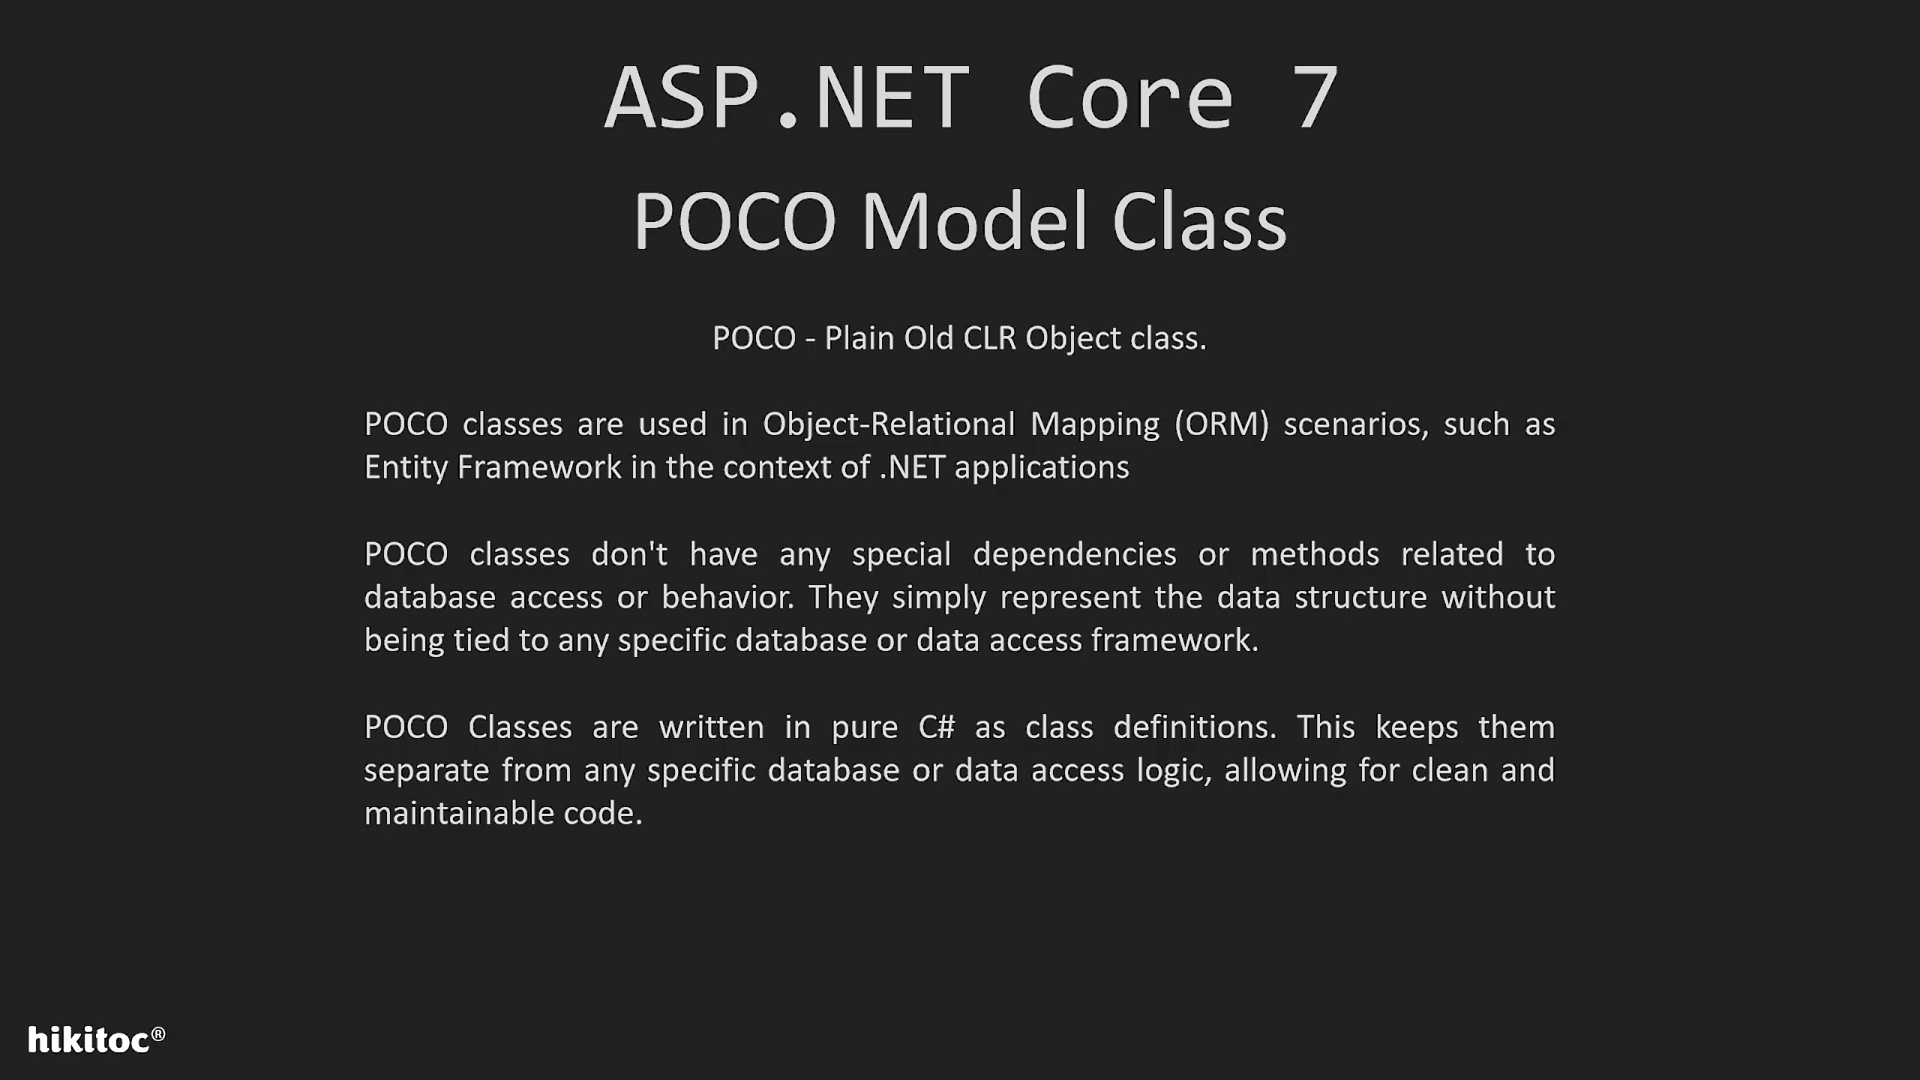 ASP.NET Core 7
POCO Model Class
POCO - Plain Old CLR Object class.
POCO classes are used in Object-Relational Mapping (ORM) scenarios, such as
Entity Framework in the context of .NET applications
POCO classes don't have any special dependencies or methods related to
database access or behavior. They simply represent the data structure without
being tied to any specific database or data access framework.
POCO Classes are written in pure C# as class definitions. This keeps them
separate from any specific database or data access logic, allowing for clean and
maintainable code.
hikitoc®